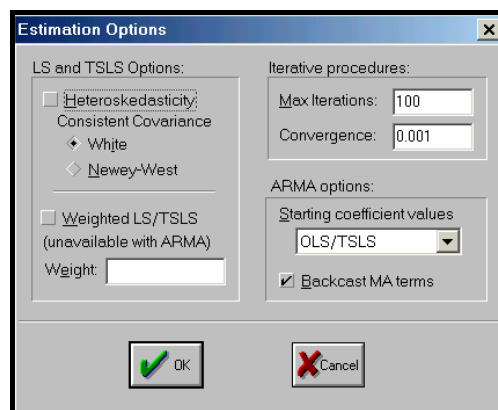 Estimation Options
LS and TSLS Options:
Heteroskedasticity
Consistent Covariance
White
Newey-West
Weighted LS/TSLS
(unavailable with ARMA)
Weight:
Iterative procedures:
Max Iterations: 100
Convergence: 0.001
ARMA options:
Starting coefficient values
OLS/TSLS
Backcast MA terms
OK
Cancel